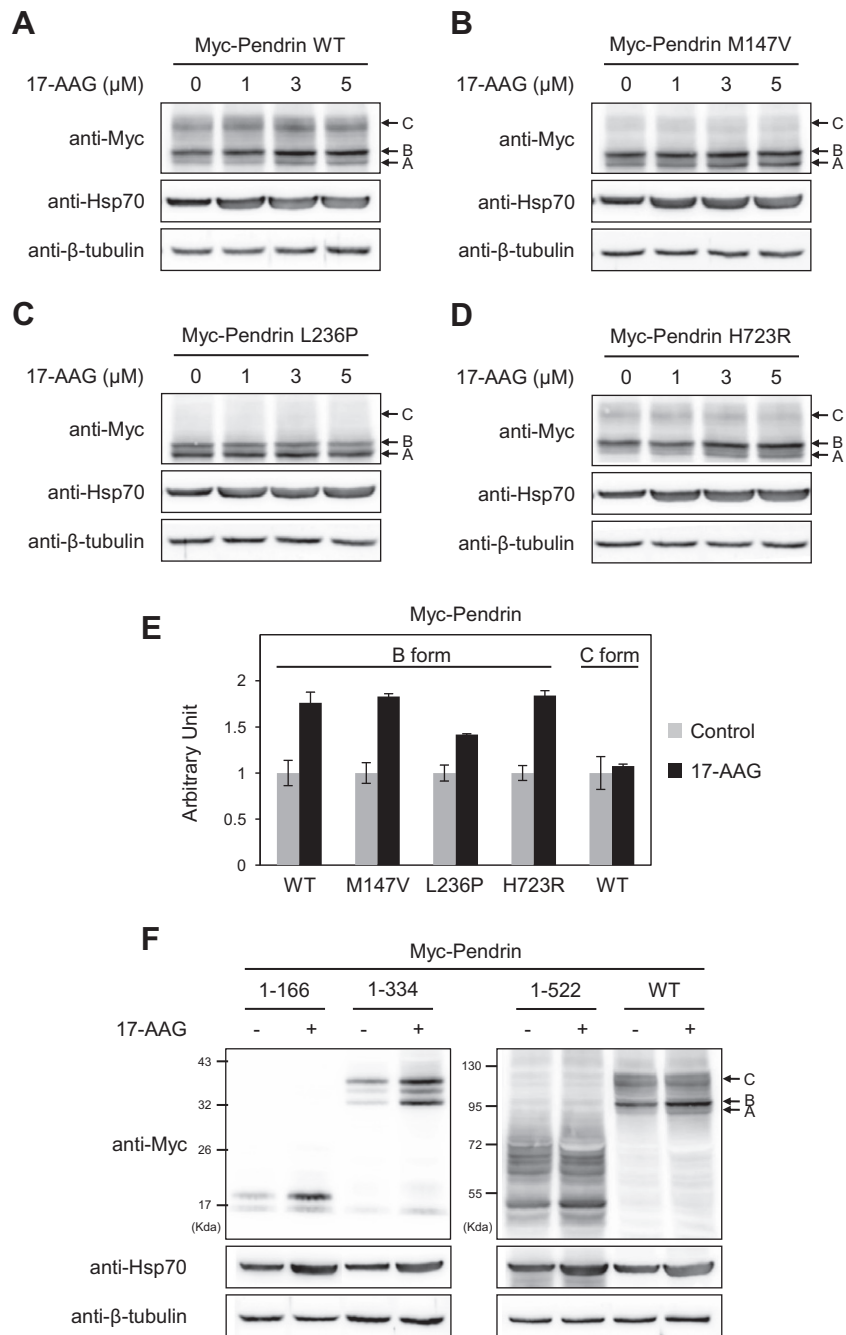 A
Myc-Pendrin WT
17-AAG (μM) 0 1 3 5
anti-Myc
C
B
A
anti-Hsp70
anti-β-tubulin
B
Myc-Pendrin M147V
17-AAG (μM) 0 1 3 5
anti-Myc
C
B
A
anti-Hsp70
anti-β-tubulin
C
Myc-Pendrin L236P
17-AAG (μM) 0 1 3 5
anti-Myc
C
B
A
anti-Hsp70
anti-β-tubulin
D
Myc-Pendrin H723R
17-AAG (μM) 0 1 3 5
anti-Myc
C
B
A
anti-Hsp70
anti-β-tubulin
E
Myc-Pendrin
B form C form
Arbitrary Unit
2
1.5
1
0.5
0
WT M147V L236P H723R WT
Control
17-AAG
F
Myc-Pendrin
1-166 1-334 1-522 WT
17-AAG - + - + - + - +
anti-Myc
43
32
26
17
(Kda)
130
95
72
55
(Kda)
C
B
A
anti-Hsp70
anti-β-tubulin